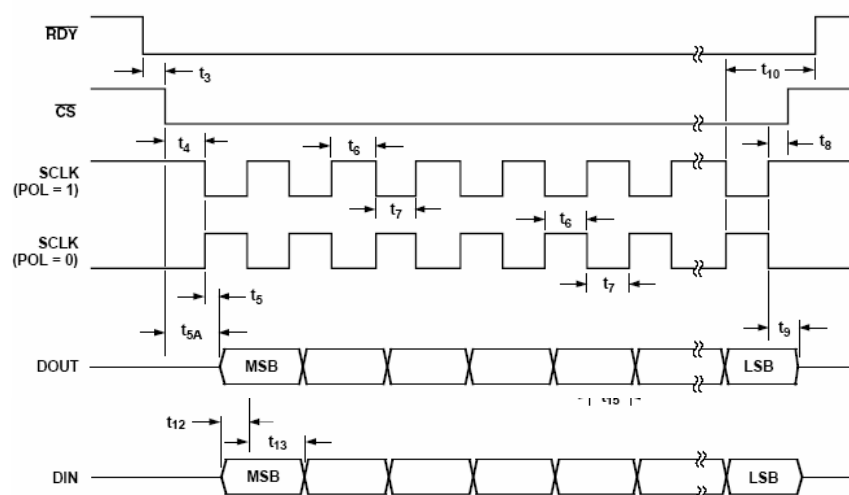 RDY
t3
t10
CS
t4
t6
t8
SCLK
(POL = 1)
t7
t6
SCLK
(POL = 0)
t5
t7
t5A
t9
DOUT
MSB
LSB
t15
t12
t13
DIN
MSB
LSB